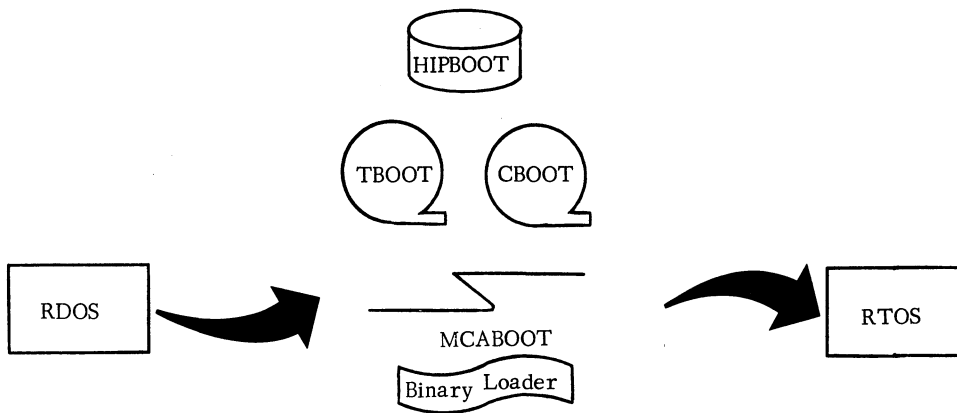 HIPBOOT
TBOOT
CBOOT
RDOS
RTOS
MCABOOT
Binary Loader